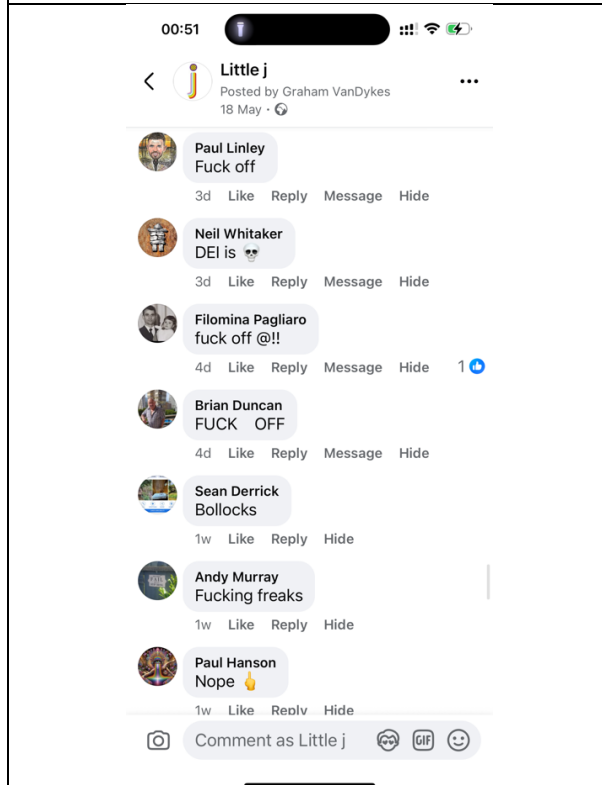 00:51
j
Little j
Posted by Graham VanDykes
18 May ·
Paul Linley
Fuck off
3d Like Reply Message Hide
Neil Whitaker
DEI is 💀
3d Like Reply Message Hide
Filomina Pagliaro
fuck off @!!
4d Like Reply Message Hide 1
Brian Duncan
FUCK OFF
4d Like Reply Message Hide
Sean Derrick
Bollocks
1w Like Reply Hide
Andy Murray
Fucking freaks
1w Like Reply Hide
Paul Hanson
Nope 🖕
1w Like Reply Hide
Comment as Little j
GIF